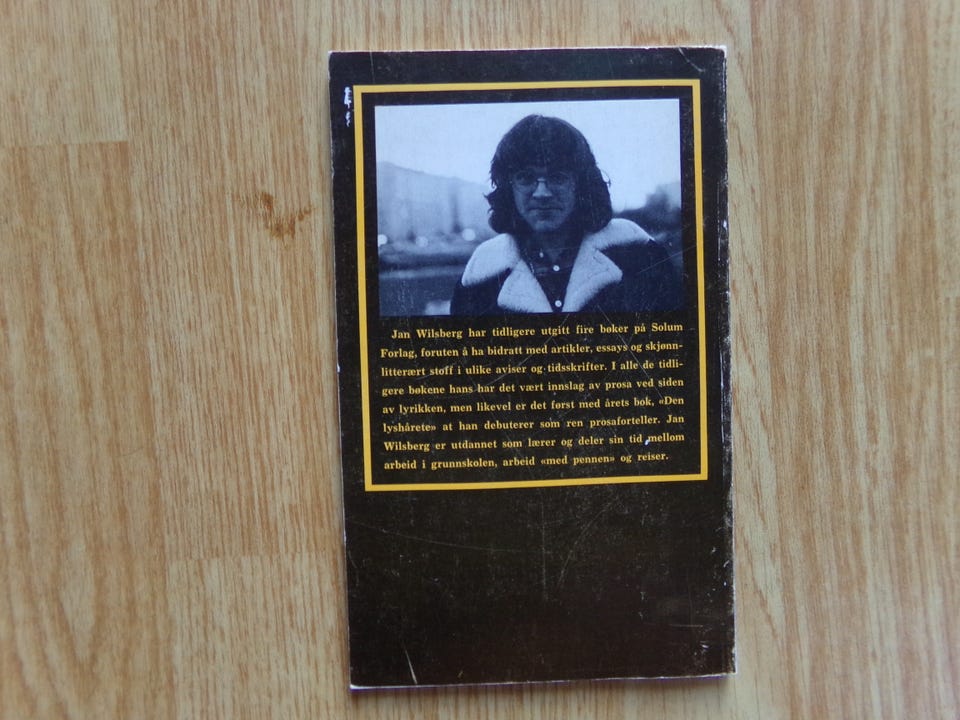 Jan Wilsberg har tidligere utgitt fire bøker på Solum
Forlag, foruten å ha bidratt med artikler, essays og skjønn-
litterært stoff i ulike aviser og tidsskrifter. I alle de tidli-
gere bøkene hans har det vært innslag av prosa ved siden
av lyrikken, men likevel er det først med årets bok, «Den
lyshårete» at han debuterer som ren prosaforteller. Jan
Wilsberg er utdannet som lærer og deler sin tid mellom
arbeid i grunnskolen, arbeid «med pennen» og reiser.